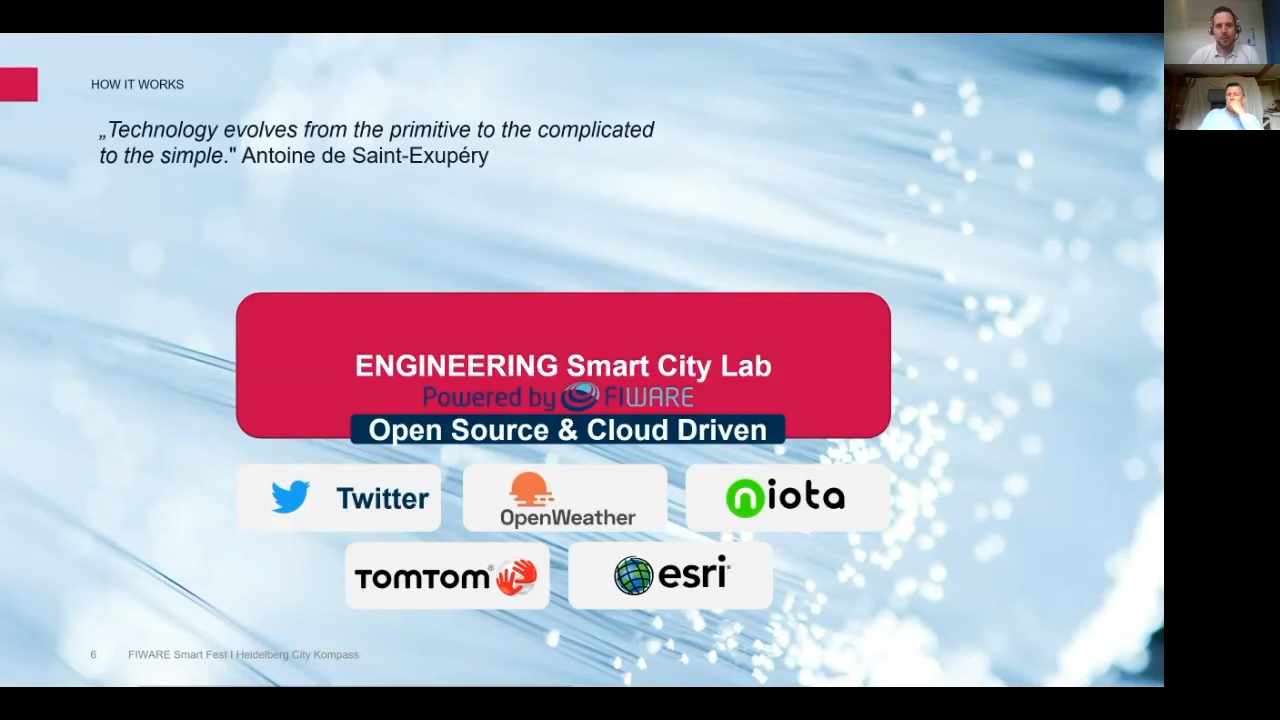 HOW IT WORKS
„Technology evolves from the primitive to the complicated
to the simple." Antoine de Saint-Exupéry
ENGINEERING Smart City Lab
Powered by FIWARE
Open Source & Cloud Driven
Twitter
OpenWeather
niota
TOMTOM®
esri®
6 FIWARE Smart Fest I Heidelberg City Kompass